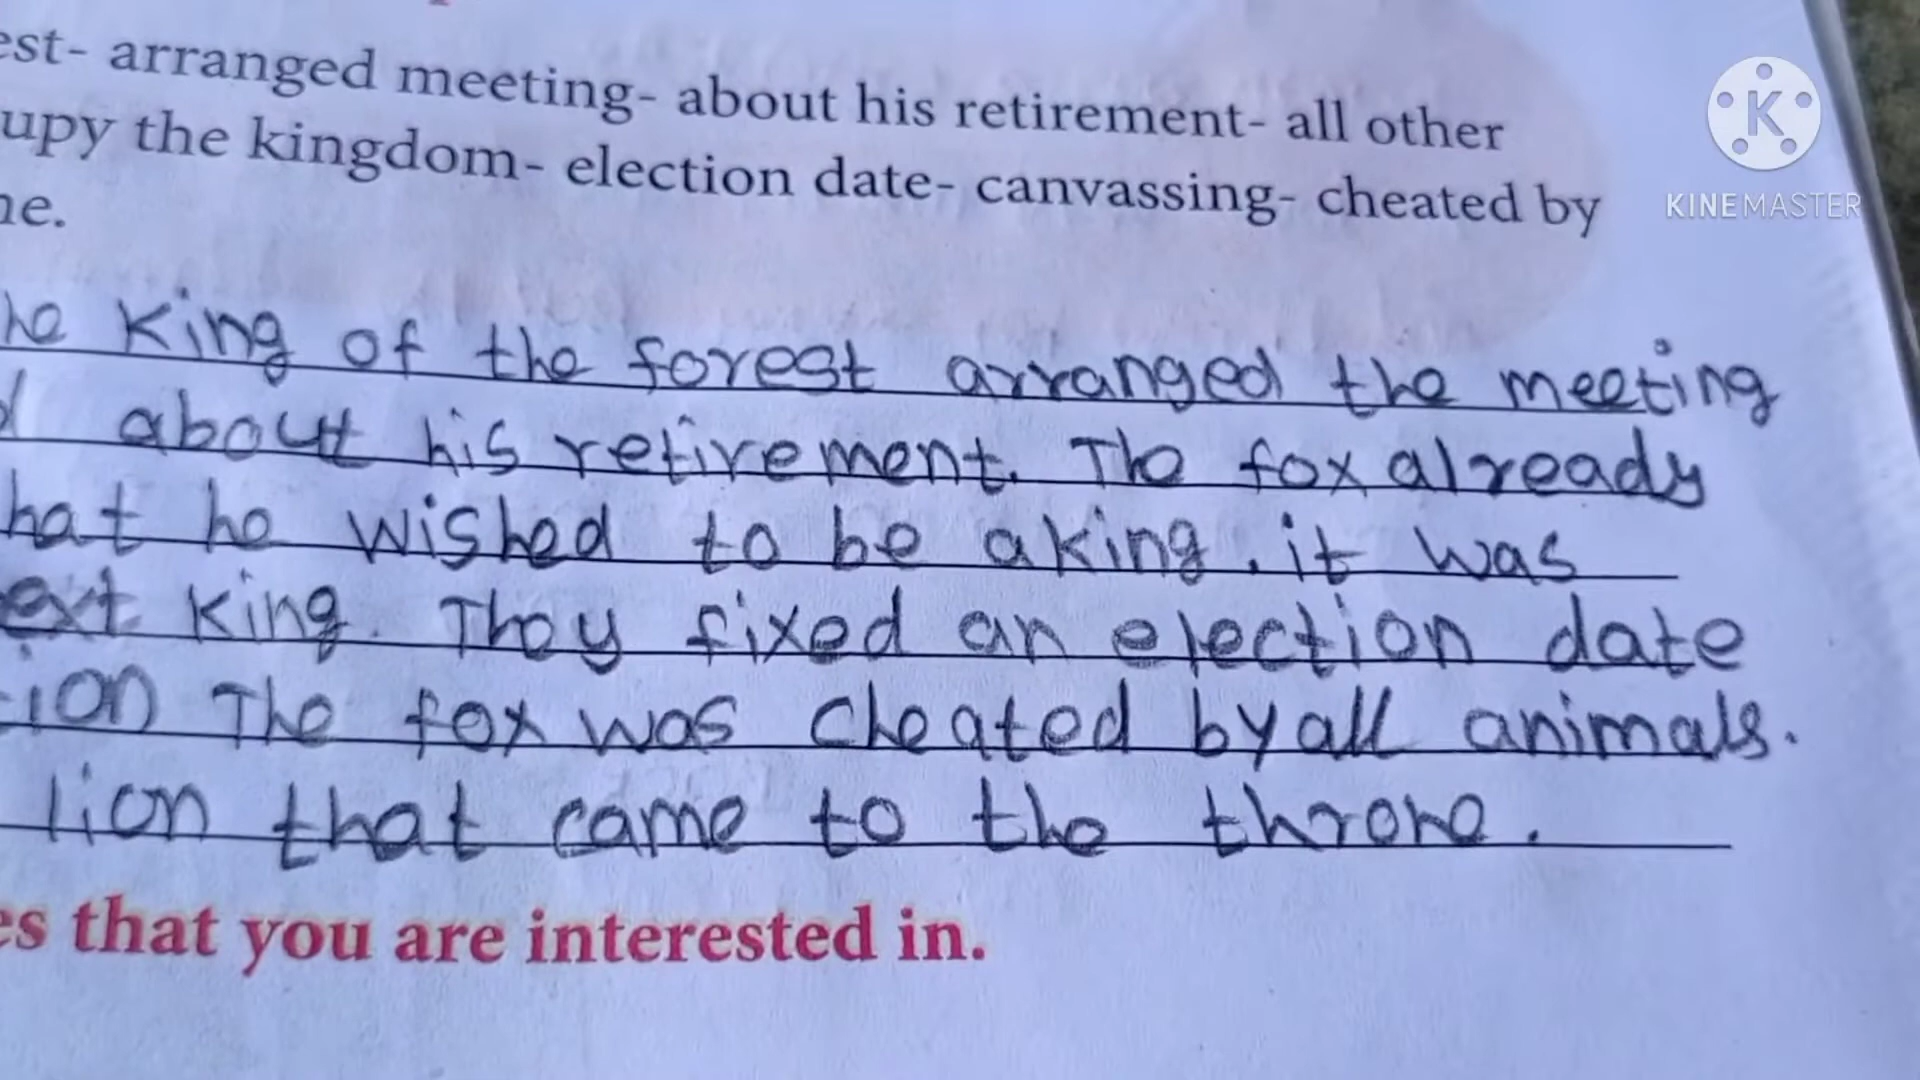 est- arranged meeting- about his retirement- all other
upy the kingdom- election date- canvassing- cheated by
ne.
K
KINEMASTER
he King of the forest arranged the meeting
d about his retirement. The fox already
hat he wished to be a king. it was
ext King. They fixed an election date
ion The fox was cheated by all animals.
lion that came to the throne.
es that you are interested in.